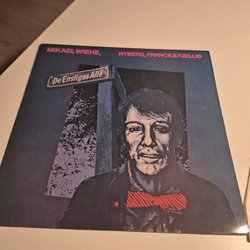 MIKAEL WIEHE, NYBERG, FRANCK & FJELLIS
De Ensligas Allé